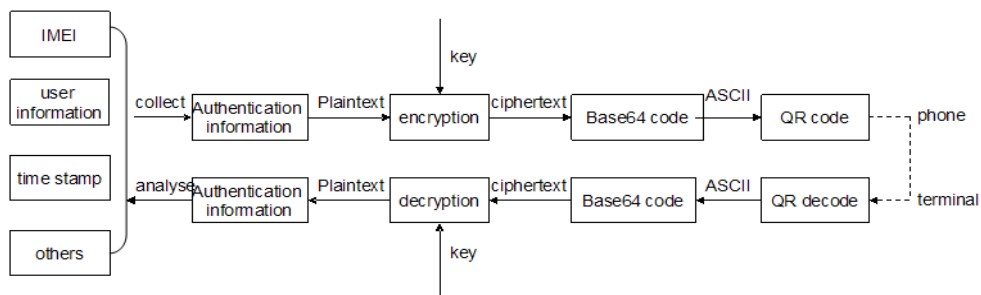 IMEI
user
information
time stamp
others
collect
Authentication
information
Plaintext
key
encryption
ciphertext
Base64 code
ASCII
QR code
phone
analyse
Authentication
information
Plaintext
decryption
key
ciphertext
Base64 code
ASCII
QR decode
terminal